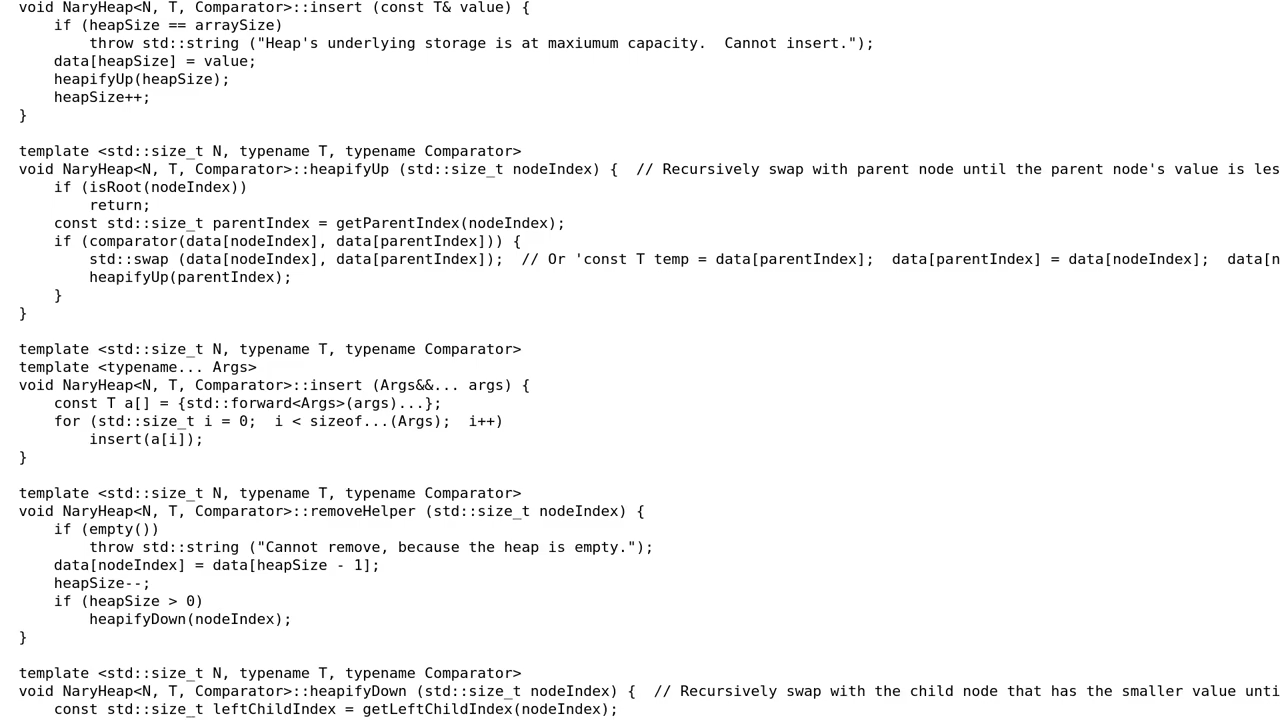 void NaryHeap<N, T, Comparator>::insert (const T& value) {
    if (heapSize == arraySize)
        throw std::string ("Heap's underlying storage is at maxiumum capacity.  Cannot insert.");
    data[heapSize] = value;
    heapifyUp(heapSize);
    heapSize++;
}

template <std::size_t N, typename T, typename Comparator>
void NaryHeap<N, T, Comparator>::heapifyUp (std::size_t nodeIndex) {  // Recursively swap with parent node until the parent node's value is les
    if (isRoot(nodeIndex))
        return;
    const std::size_t parentIndex = getParentIndex(nodeIndex);
    if (comparator(data[nodeIndex], data[parentIndex])) {
        std::swap (data[nodeIndex], data[parentIndex]);  // Or 'const T temp = data[parentIndex];  data[parentIndex] = data[nodeIndex];  data[n
        heapifyUp(parentIndex);
    }
}

template <std::size_t N, typename T, typename Comparator>
template <typename... Args>
void NaryHeap<N, T, Comparator>::insert (Args&&... args) {
    const T a[] = {std::forward<Args>(args)...};
    for (std::size_t i = 0;  i < sizeof...(Args);  i++)
        insert(a[i]);
}

template <std::size_t N, typename T, typename Comparator>
void NaryHeap<N, T, Comparator>::removeHelper (std::size_t nodeIndex) {
    if (empty())
        throw std::string ("Cannot remove, because the heap is empty.");
    data[nodeIndex] = data[heapSize - 1];
    heapSize--;
    if (heapSize > 0)
        heapifyDown(nodeIndex);
}

template <std::size_t N, typename T, typename Comparator>
void NaryHeap<N, T, Comparator>::heapifyDown (std::size_t nodeIndex) {  // Recursively swap with the child node that has the smaller value unti
    const std::size_t leftChildIndex = getLeftChildIndex(nodeIndex);